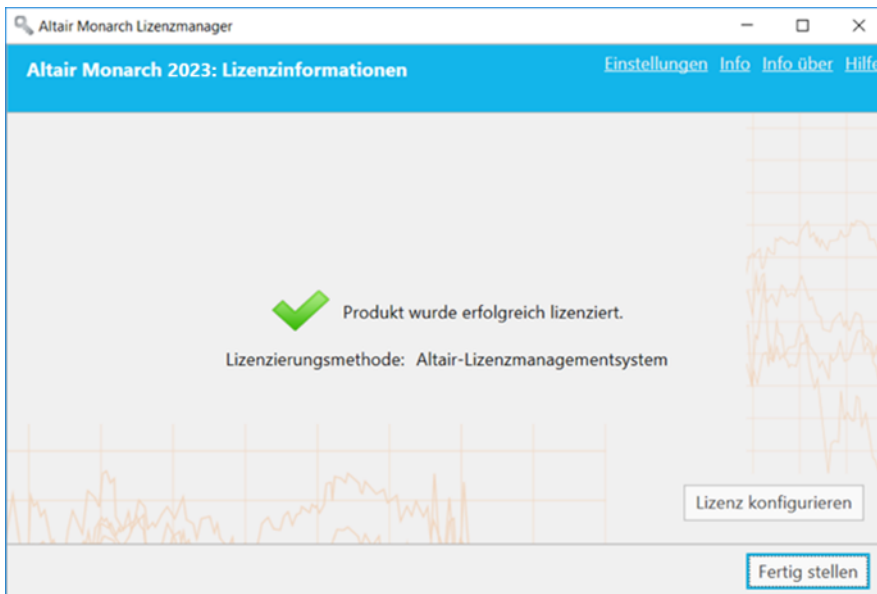 Altair Monarch Lizenzmanager
Altair Monarch 2023: Lizenzinformationen
Einstellungen Info Info über Hilfe
Produkt wurde erfolgreich lizenziert.
Lizenzierungsmethode: Altair-Lizenzmanagementsystem
Lizenz konfigurieren
Fertig stellen